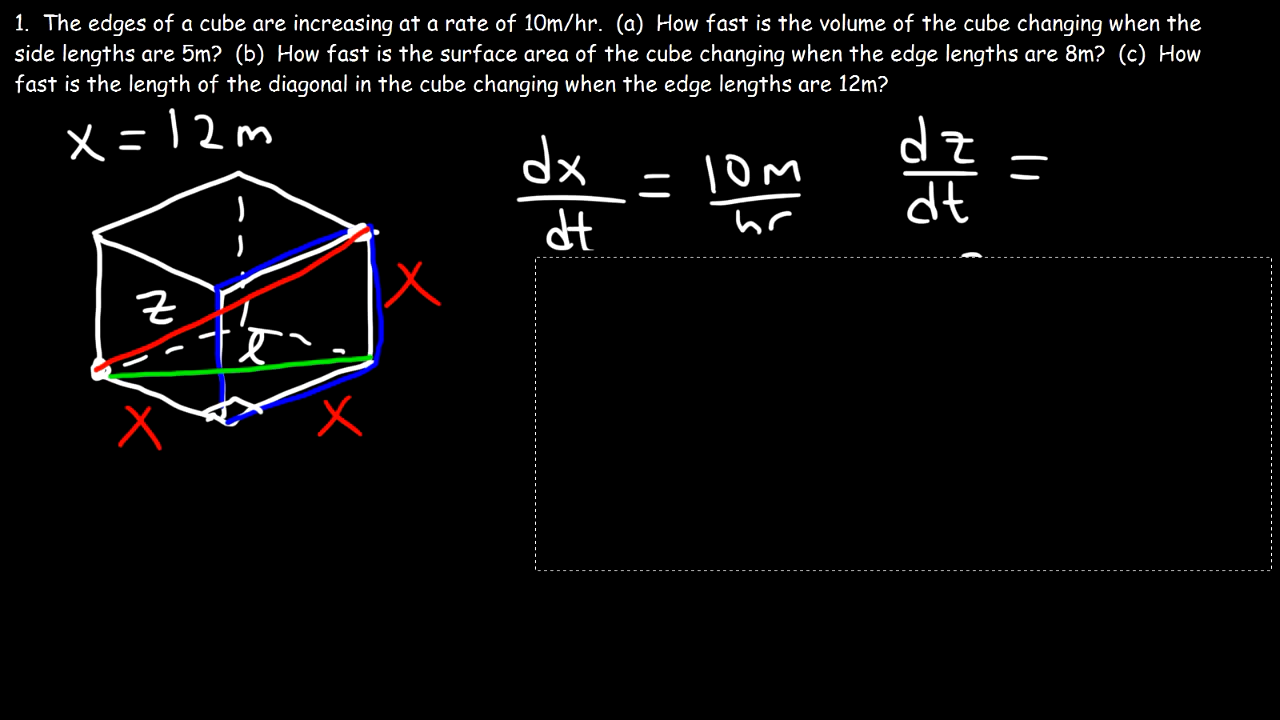 1. The edges of a cube are increasing at a rate of 10m/hr. (a) How fast is the volume of the cube changing when the
side lengths are 5m? (b) How fast is the surface area of the cube changing when the edge lengths are 8m? (c) How
fast is the length of the diagonal in the cube changing when the edge lengths are 12m?
x = 12m
dx/dt = 10m/hr
dz/dt =
x
z
l
x
x